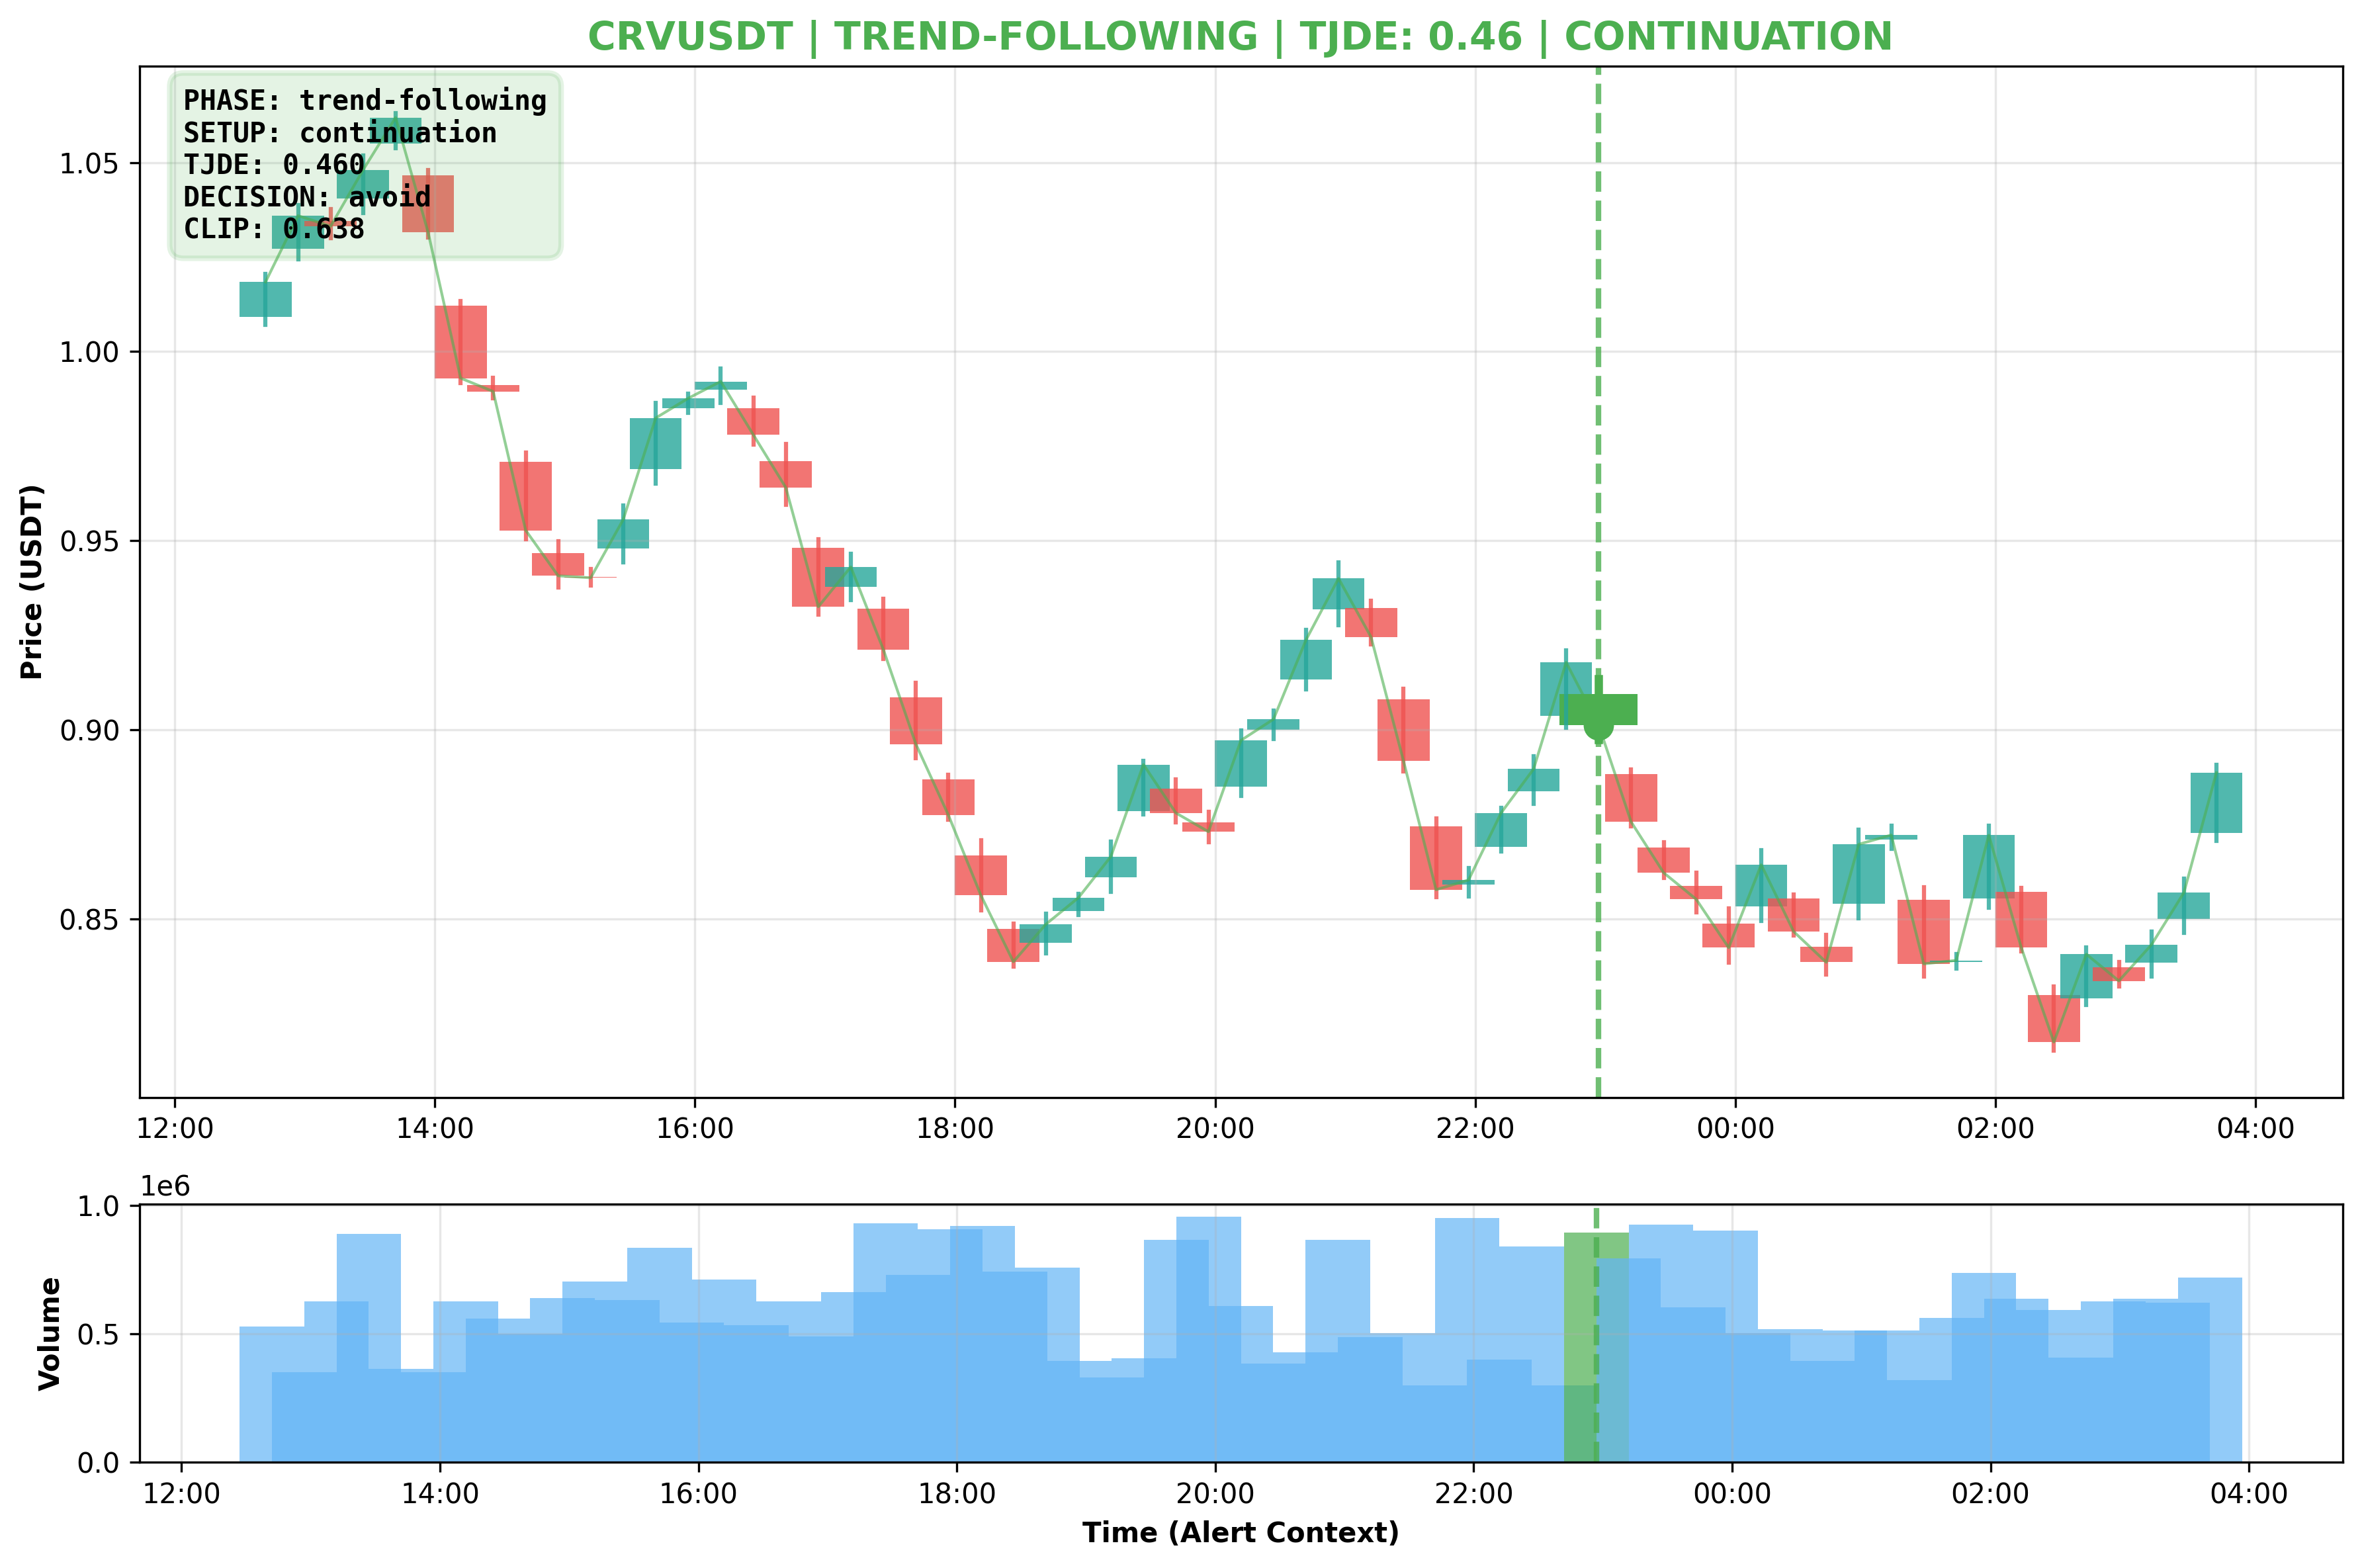 CRVUSDT | TREND-FOLLOWING | TJDE: 0.46 | CONTINUATION
PHASE: trend-following
SETUP: continuation
TJDE: 0.460
DECISION: avoid
CLIP: 0.638
Price (USDT)
1.05
1.00
0.95
0.90
0.85
12:00 14:00 16:00 18:00 20:00 22:00 00:00 02:00 04:00
1e6
Volume
1.0
0.5
0.0
12:00 14:00 16:00 18:00 20:00 22:00 00:00 02:00 04:00
Time (Alert Context)